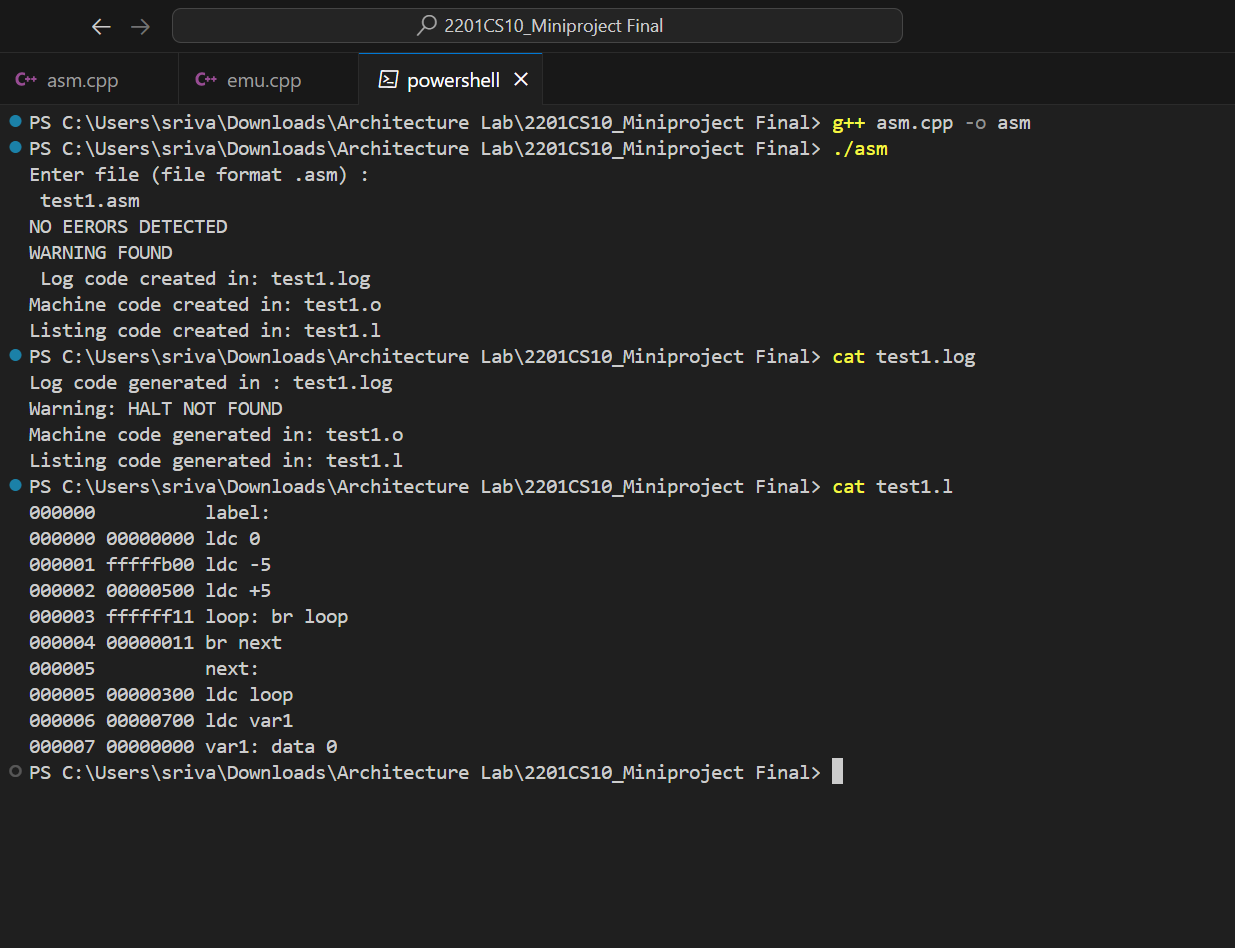 2201CS10_Miniproject Final
C++ asm.cpp C++ emu.cpp powershell
PS C:\Users\sriva\Downloads\Architecture Lab\2201CS10_Miniproject Final> g++ asm.cpp -o asm
PS C:\Users\sriva\Downloads\Architecture Lab\2201CS10_Miniproject Final> ./asm
Enter file (file format .asm) :
 test1.asm
NO EERORS DETECTED
WARNING FOUND
 Log code created in: test1.log
Machine code created in: test1.o
Listing code created in: test1.l
PS C:\Users\sriva\Downloads\Architecture Lab\2201CS10_Miniproject Final> cat test1.log
Log code generated in : test1.log
Warning: HALT NOT FOUND
Machine code generated in: test1.o
Listing code generated in: test1.l
PS C:\Users\sriva\Downloads\Architecture Lab\2201CS10_Miniproject Final> cat test1.l
000000          label:
000000 00000000 ldc 0
000001 fffffb00 ldc -5
000002 00000500 ldc +5
000003 ffffff11 loop: br loop
000004 00000011 br next
000005          next:
000005 00000300 ldc loop
000006 00000700 ldc var1
000007 00000000 var1: data 0
PS C:\Users\sriva\Downloads\Architecture Lab\2201CS10_Miniproject Final>